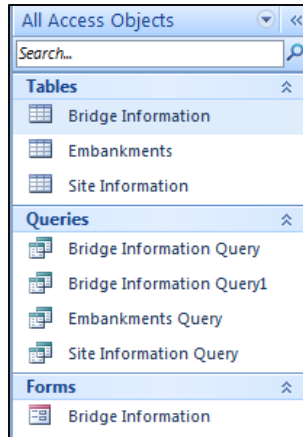 All Access Objects
Search...
Tables
Bridge Information
Embankments
Site Information
Queries
Bridge Information Query
Bridge Information Query1
Embankments Query
Site Information Query
Forms
Bridge Information